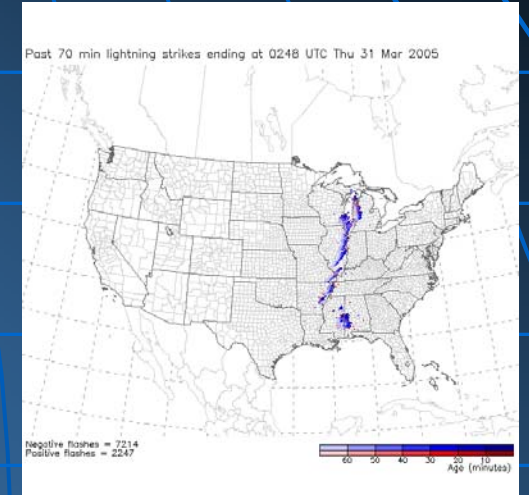 Past 70 min lightning strikes ending at 0248 UTC Thu 31 Mar 2005
Negative flashes = 7214
Positive flashes = 2247
60 50 40 30 20 10
Age (minutes)